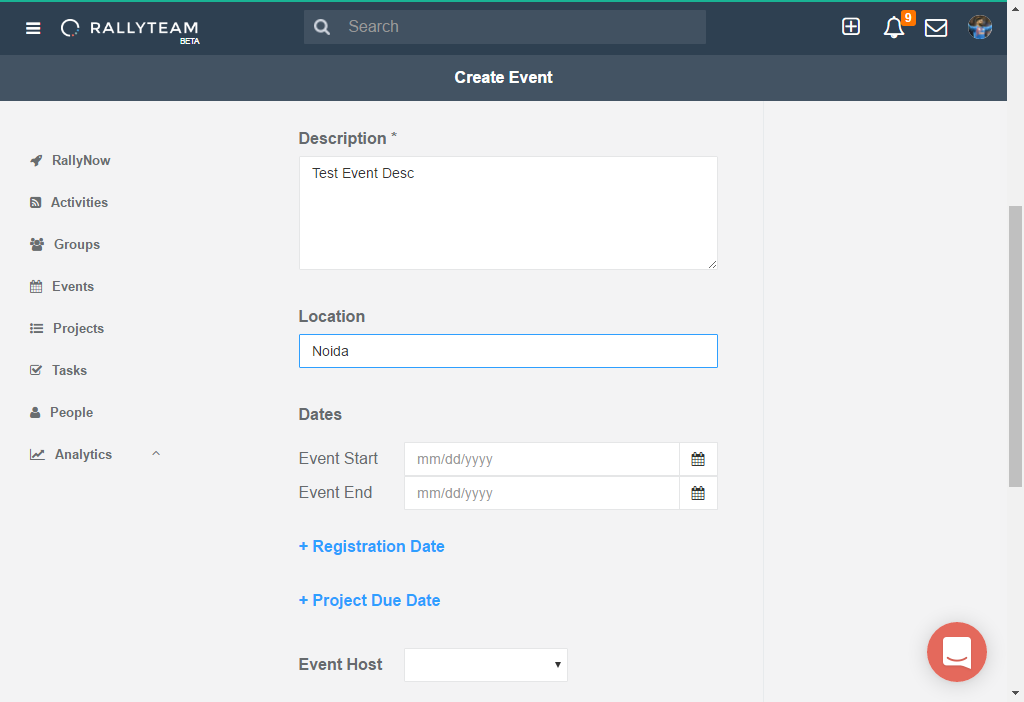 RALLYTEAM
BETA
Search
9
Create Event
RallyNow
Activities
Groups
Events
Projects
Tasks
People
Analytics
Description *
Test Event Desc
Location
Noida
Dates
Event Start mm/dd/yyyy
Event End mm/dd/yyyy
+ Registration Date
+ Project Due Date
Event Host